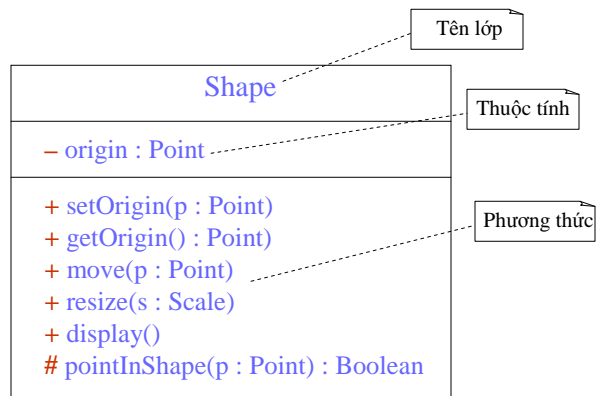 Tên lớp
Shape
Thuộc tính
– origin : Point
+ setOrigin(p : Point)
+ getOrigin() : Point)
Phương thức
+ move(p : Point)
+ resize(s : Scale)
+ display()
# pointInShape(p : Point) : Boolean